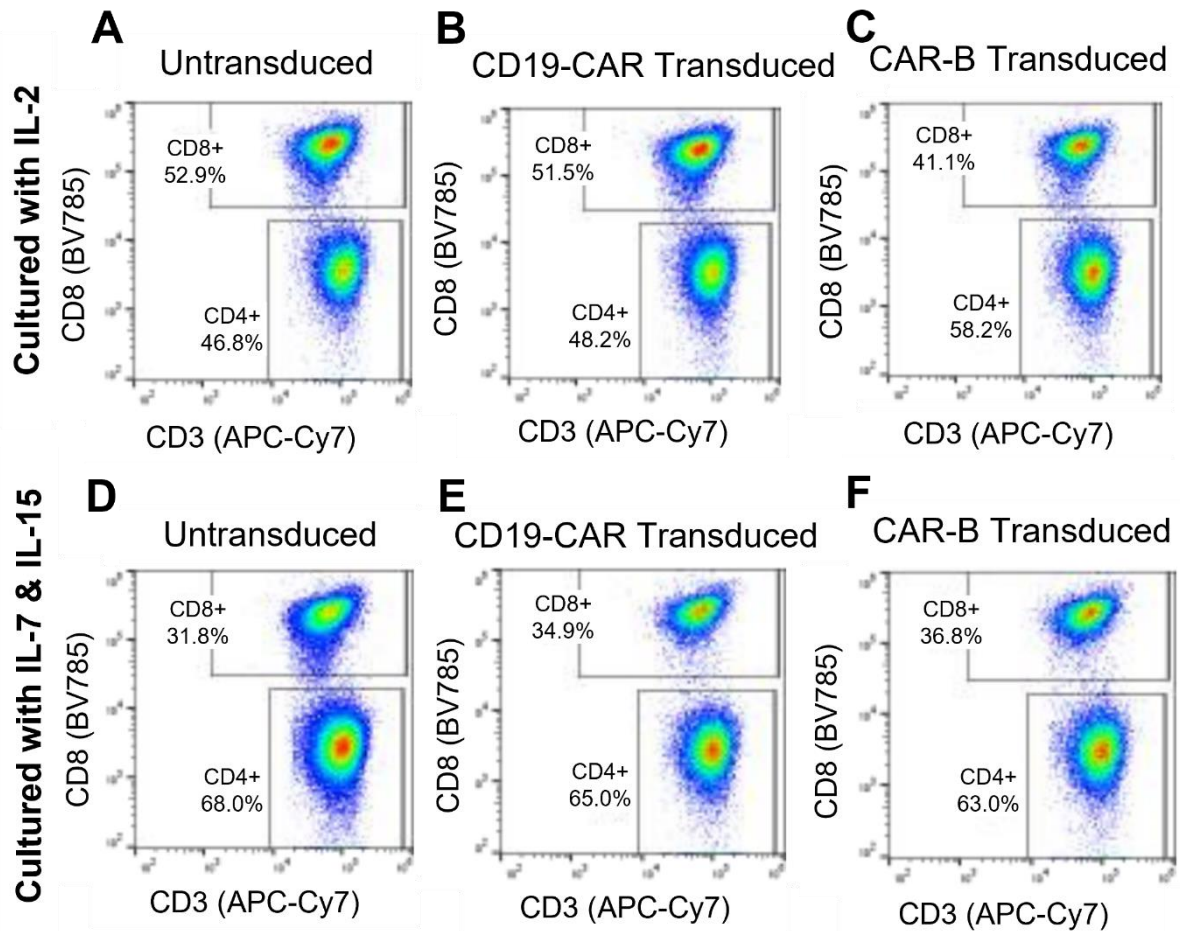 A
Untransduced
B
CD19-CAR Transduced
C
CAR-B Transduced
Cultured with IL-2
CD8 (BV785)
CD8+
52.9%
CD4+
46.8%
CD3 (APC-Cy7)
CD8 (BV785)
CD8+
51.5%
CD4+
48.2%
CD3 (APC-Cy7)
CD8 (BV785)
CD8+
41.1%
CD4+
58.2%
CD3 (APC-Cy7)
D
Untransduced
E
CD19-CAR Transduced
F
CAR-B Transduced
Cultured with IL-7 & IL-15
CD8 (BV785)
CD8+
31.8%
CD4+
68.0%
CD3 (APC-Cy7)
CD8 (BV785)
CD8+
34.9%
CD4+
65.0%
CD3 (APC-Cy7)
CD8 (BV785)
CD8+
36.8%
CD4+
63.0%
CD3 (APC-Cy7)